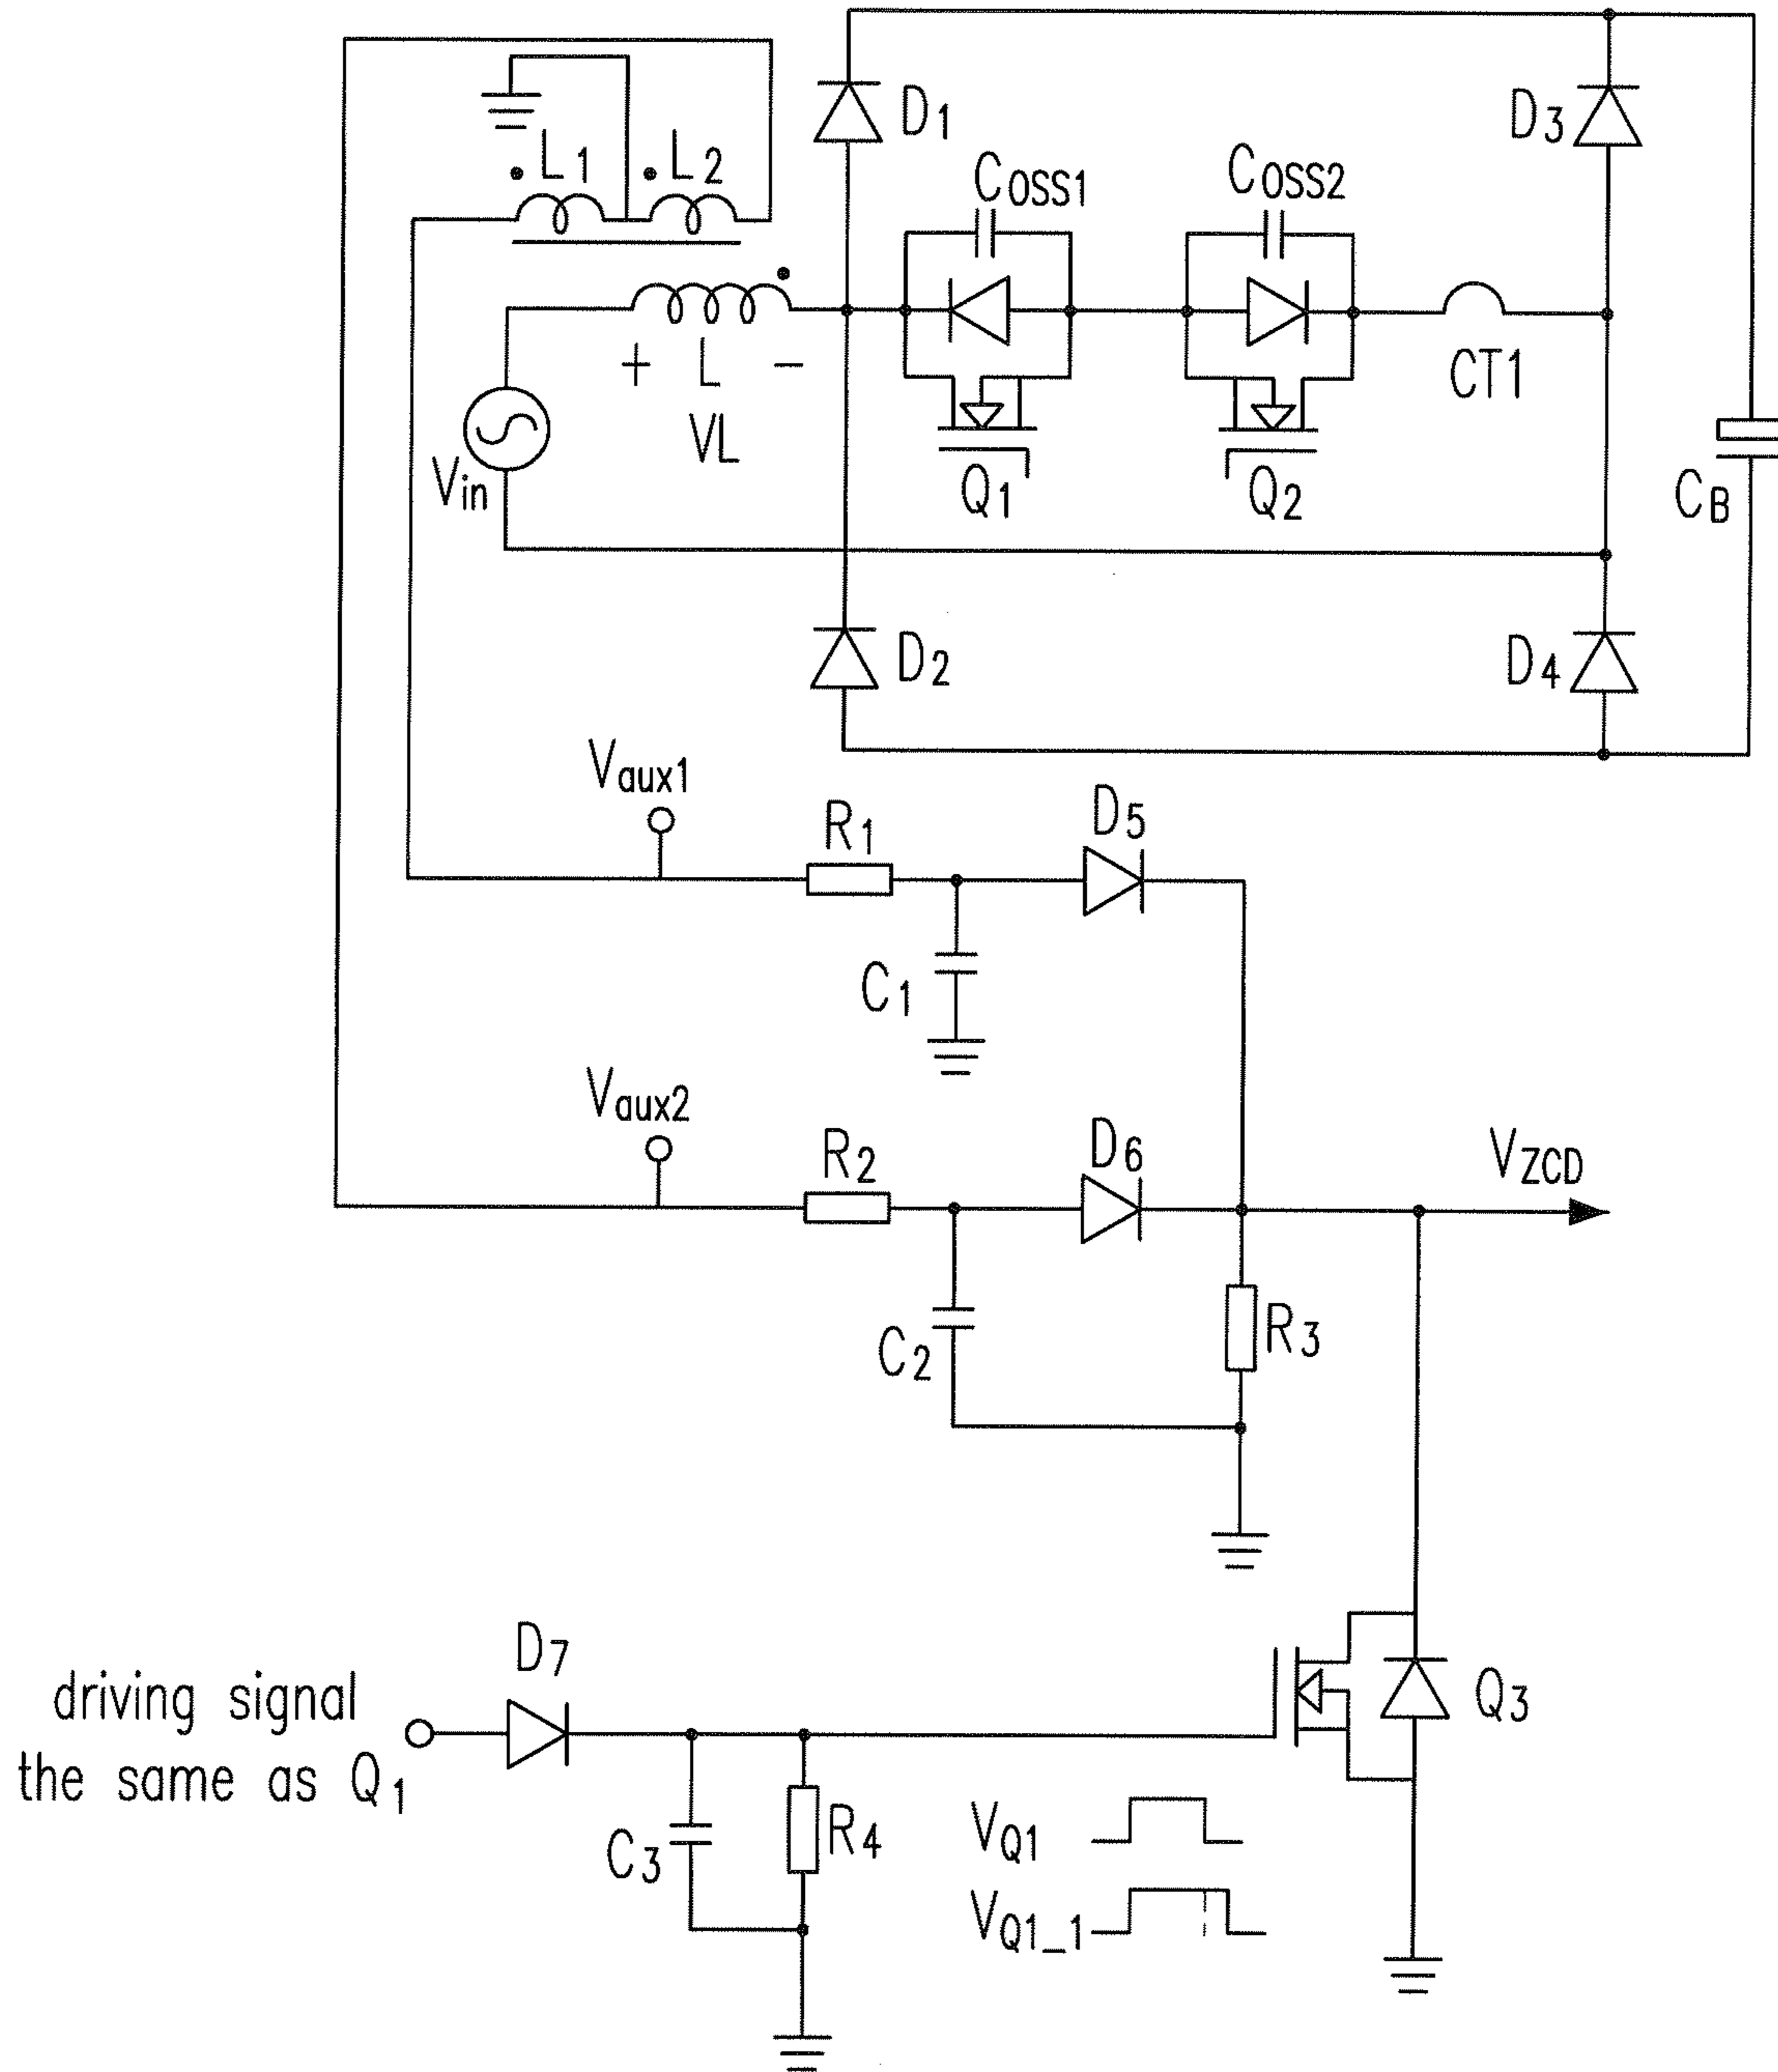 D1
D3
L1
L2
COSS1
COSS2
+ L -
VL
CT1
Vin
Q1
Q2
CB
D2
D4
Vaux1
R1
D5
C1
Vaux2
R2
D6
VZCD
C2
R3
D7
driving signal
the same as Q1
Q3
C3
R4
VQ1
VQ1_1